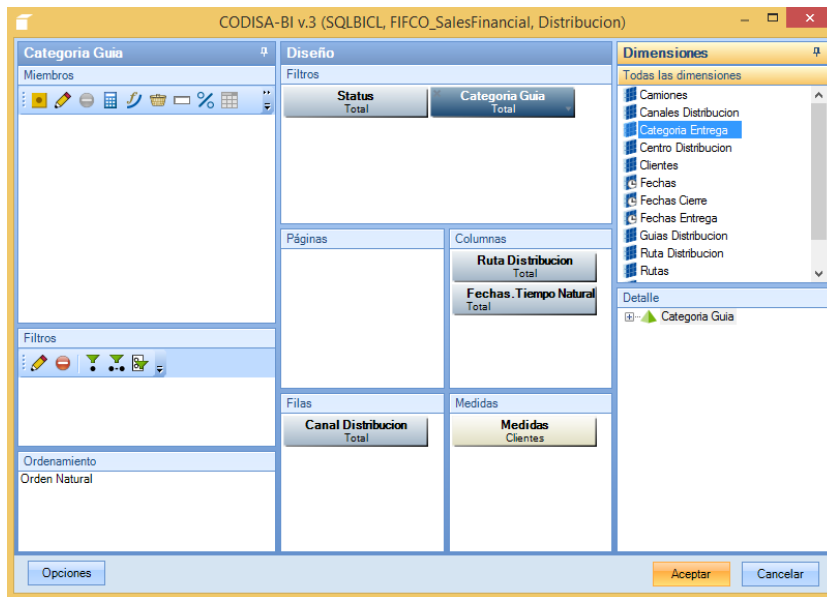 CODISA-BI v.3 (SQLBICL, FIFCO_SalesFinancial, Distribucion)
Categoria Guia
Miembros
Filtros
Ordenamiento
Orden Natural
Diseño
Filtros
Status
Total
Categoria Guia
Total
Páginas
Columnas
Ruta Distribucion
Total
Fechas.Tiempo Natural
Total
Filas
Canal Distribucion
Total
Medidas
Medidas
Clientes
Dimensiones
Todas las dimensiones
Camiones
Canales Distribucion
Categoria Entrega
Centro Distribucion
Clientes
Fechas
Fechas Cierre
Fechas Entrega
Guias Distribucion
Ruta Distribucion
Rutas
Detalle
Categoria Guia
Opciones
Aceptar
Cancelar